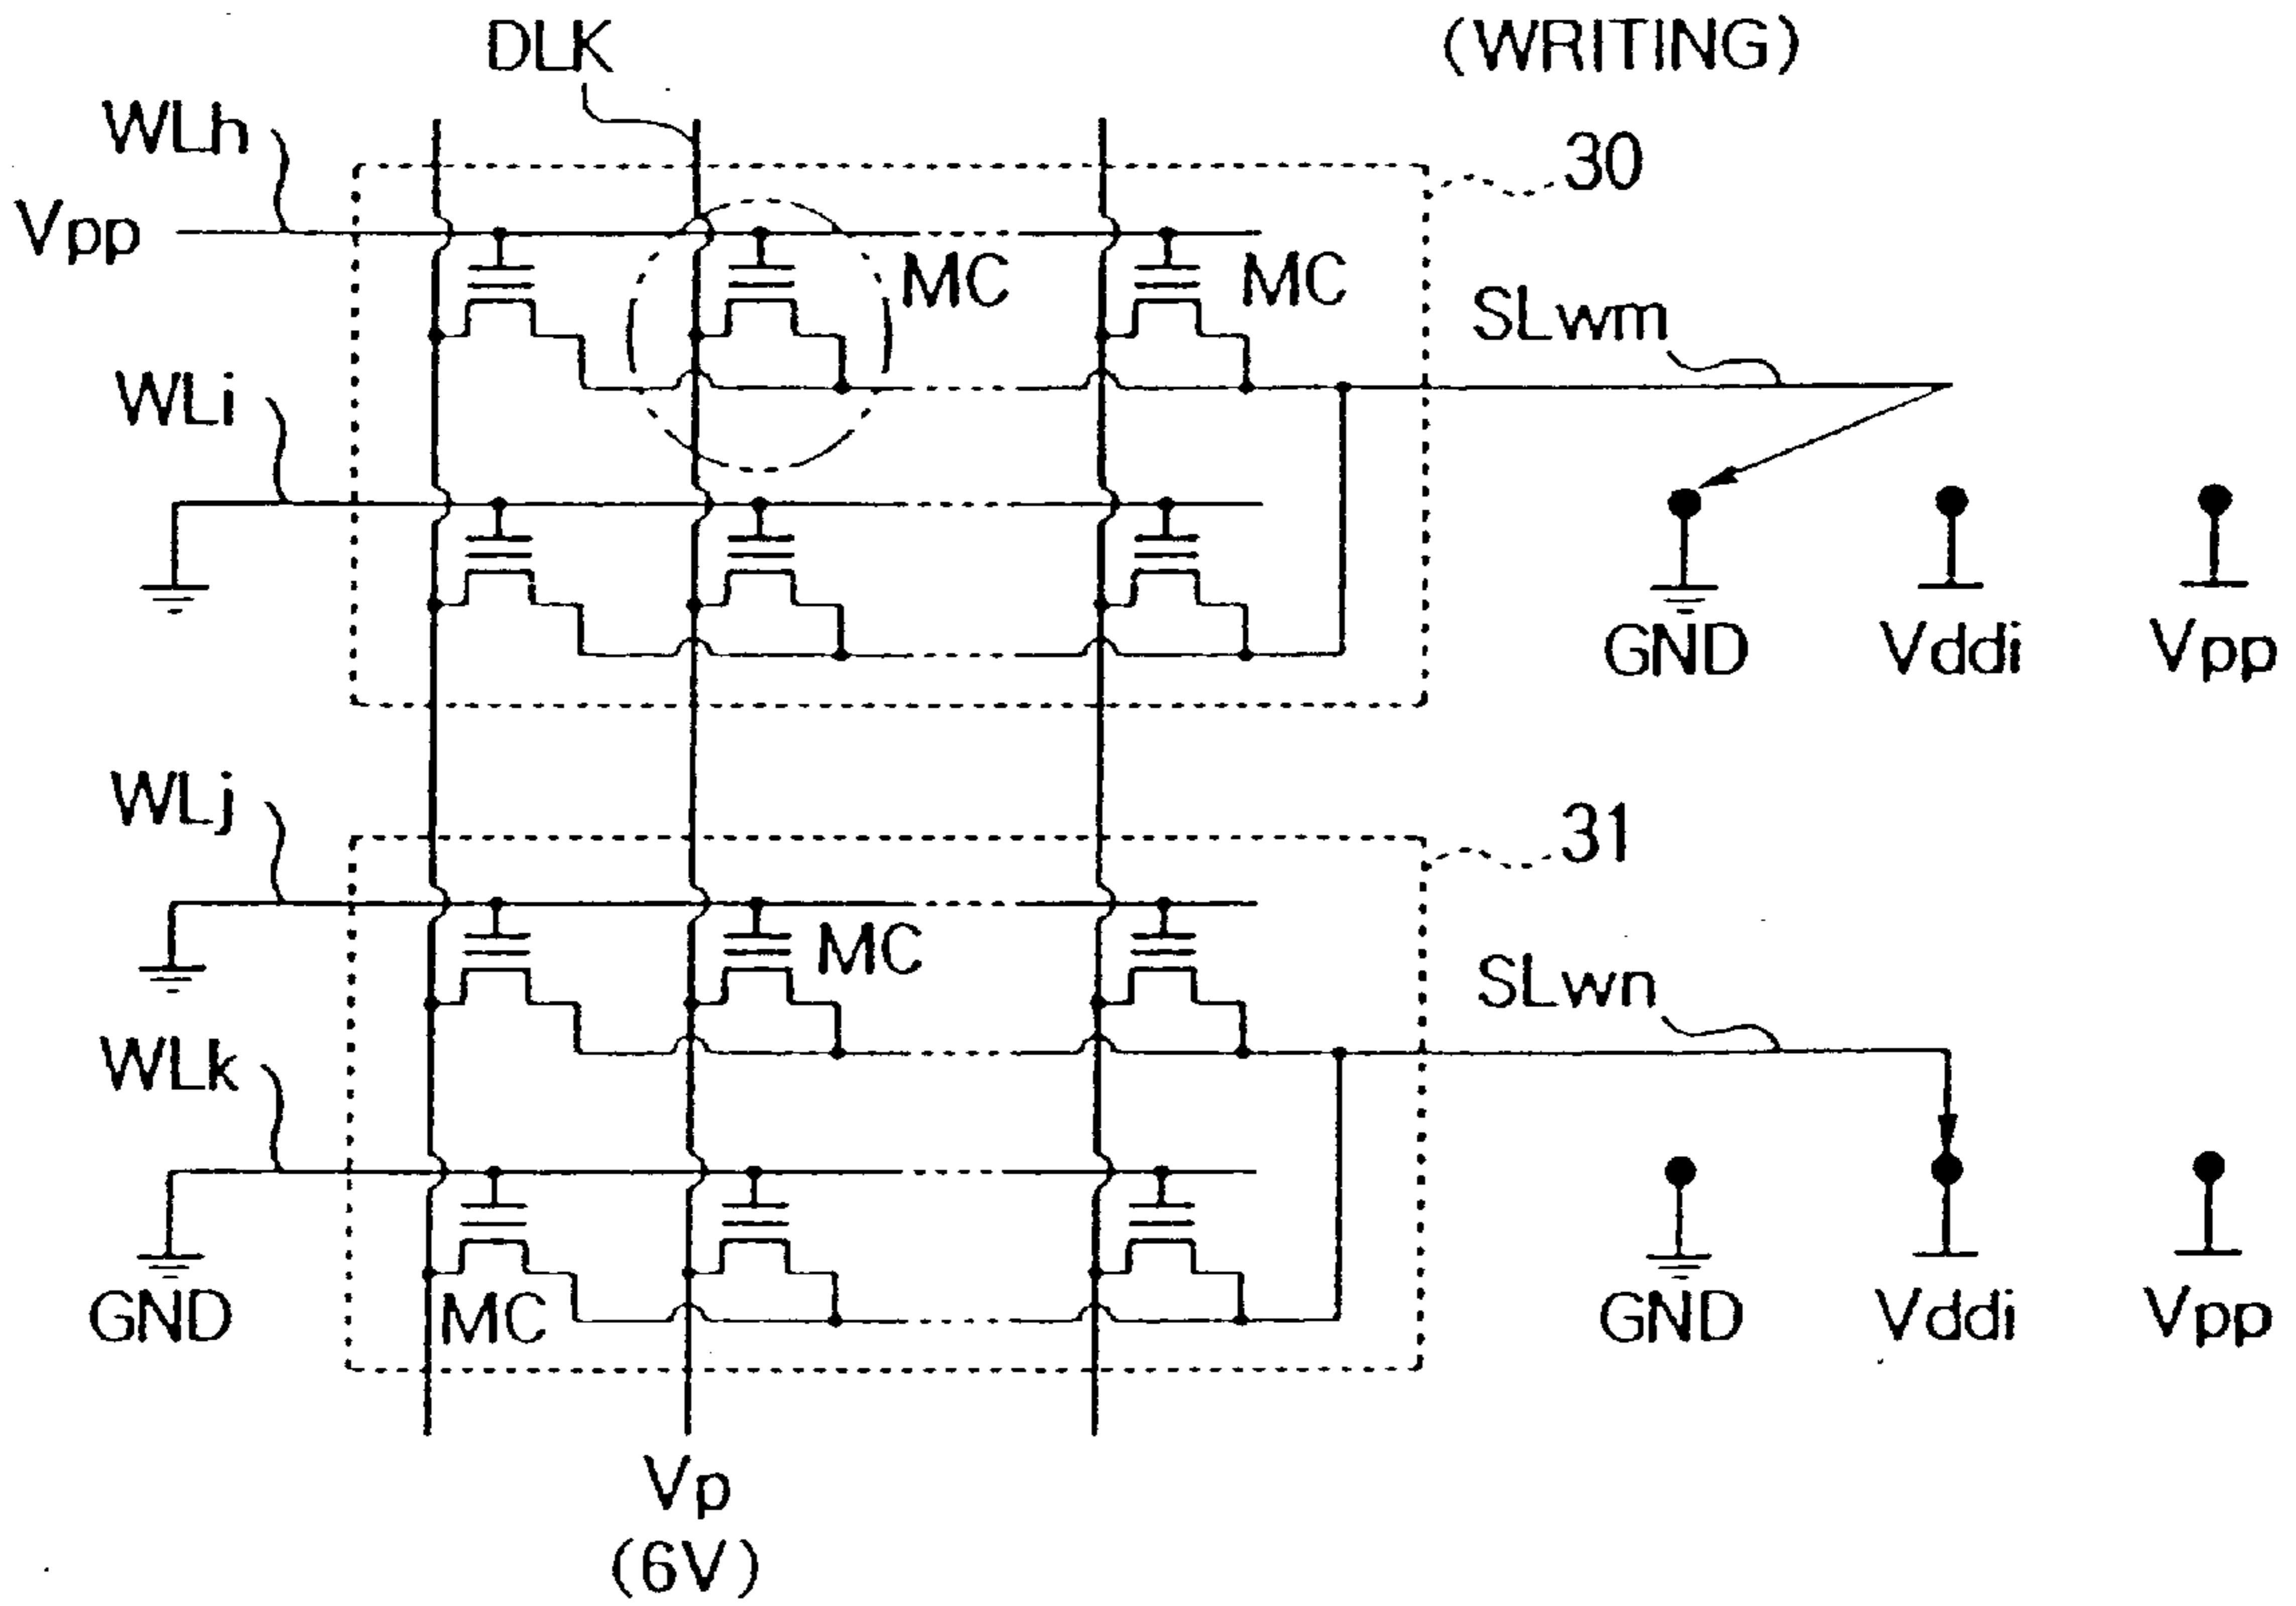 DLK
(WRITING)
WLh
30
Vpp
MC
MC
SLwm
WLi
GND
Vddi
Vpp
WLj
31
MC
SLwn
WLk
GND
MC
GND
Vddi
Vpp
Vp
(6V)